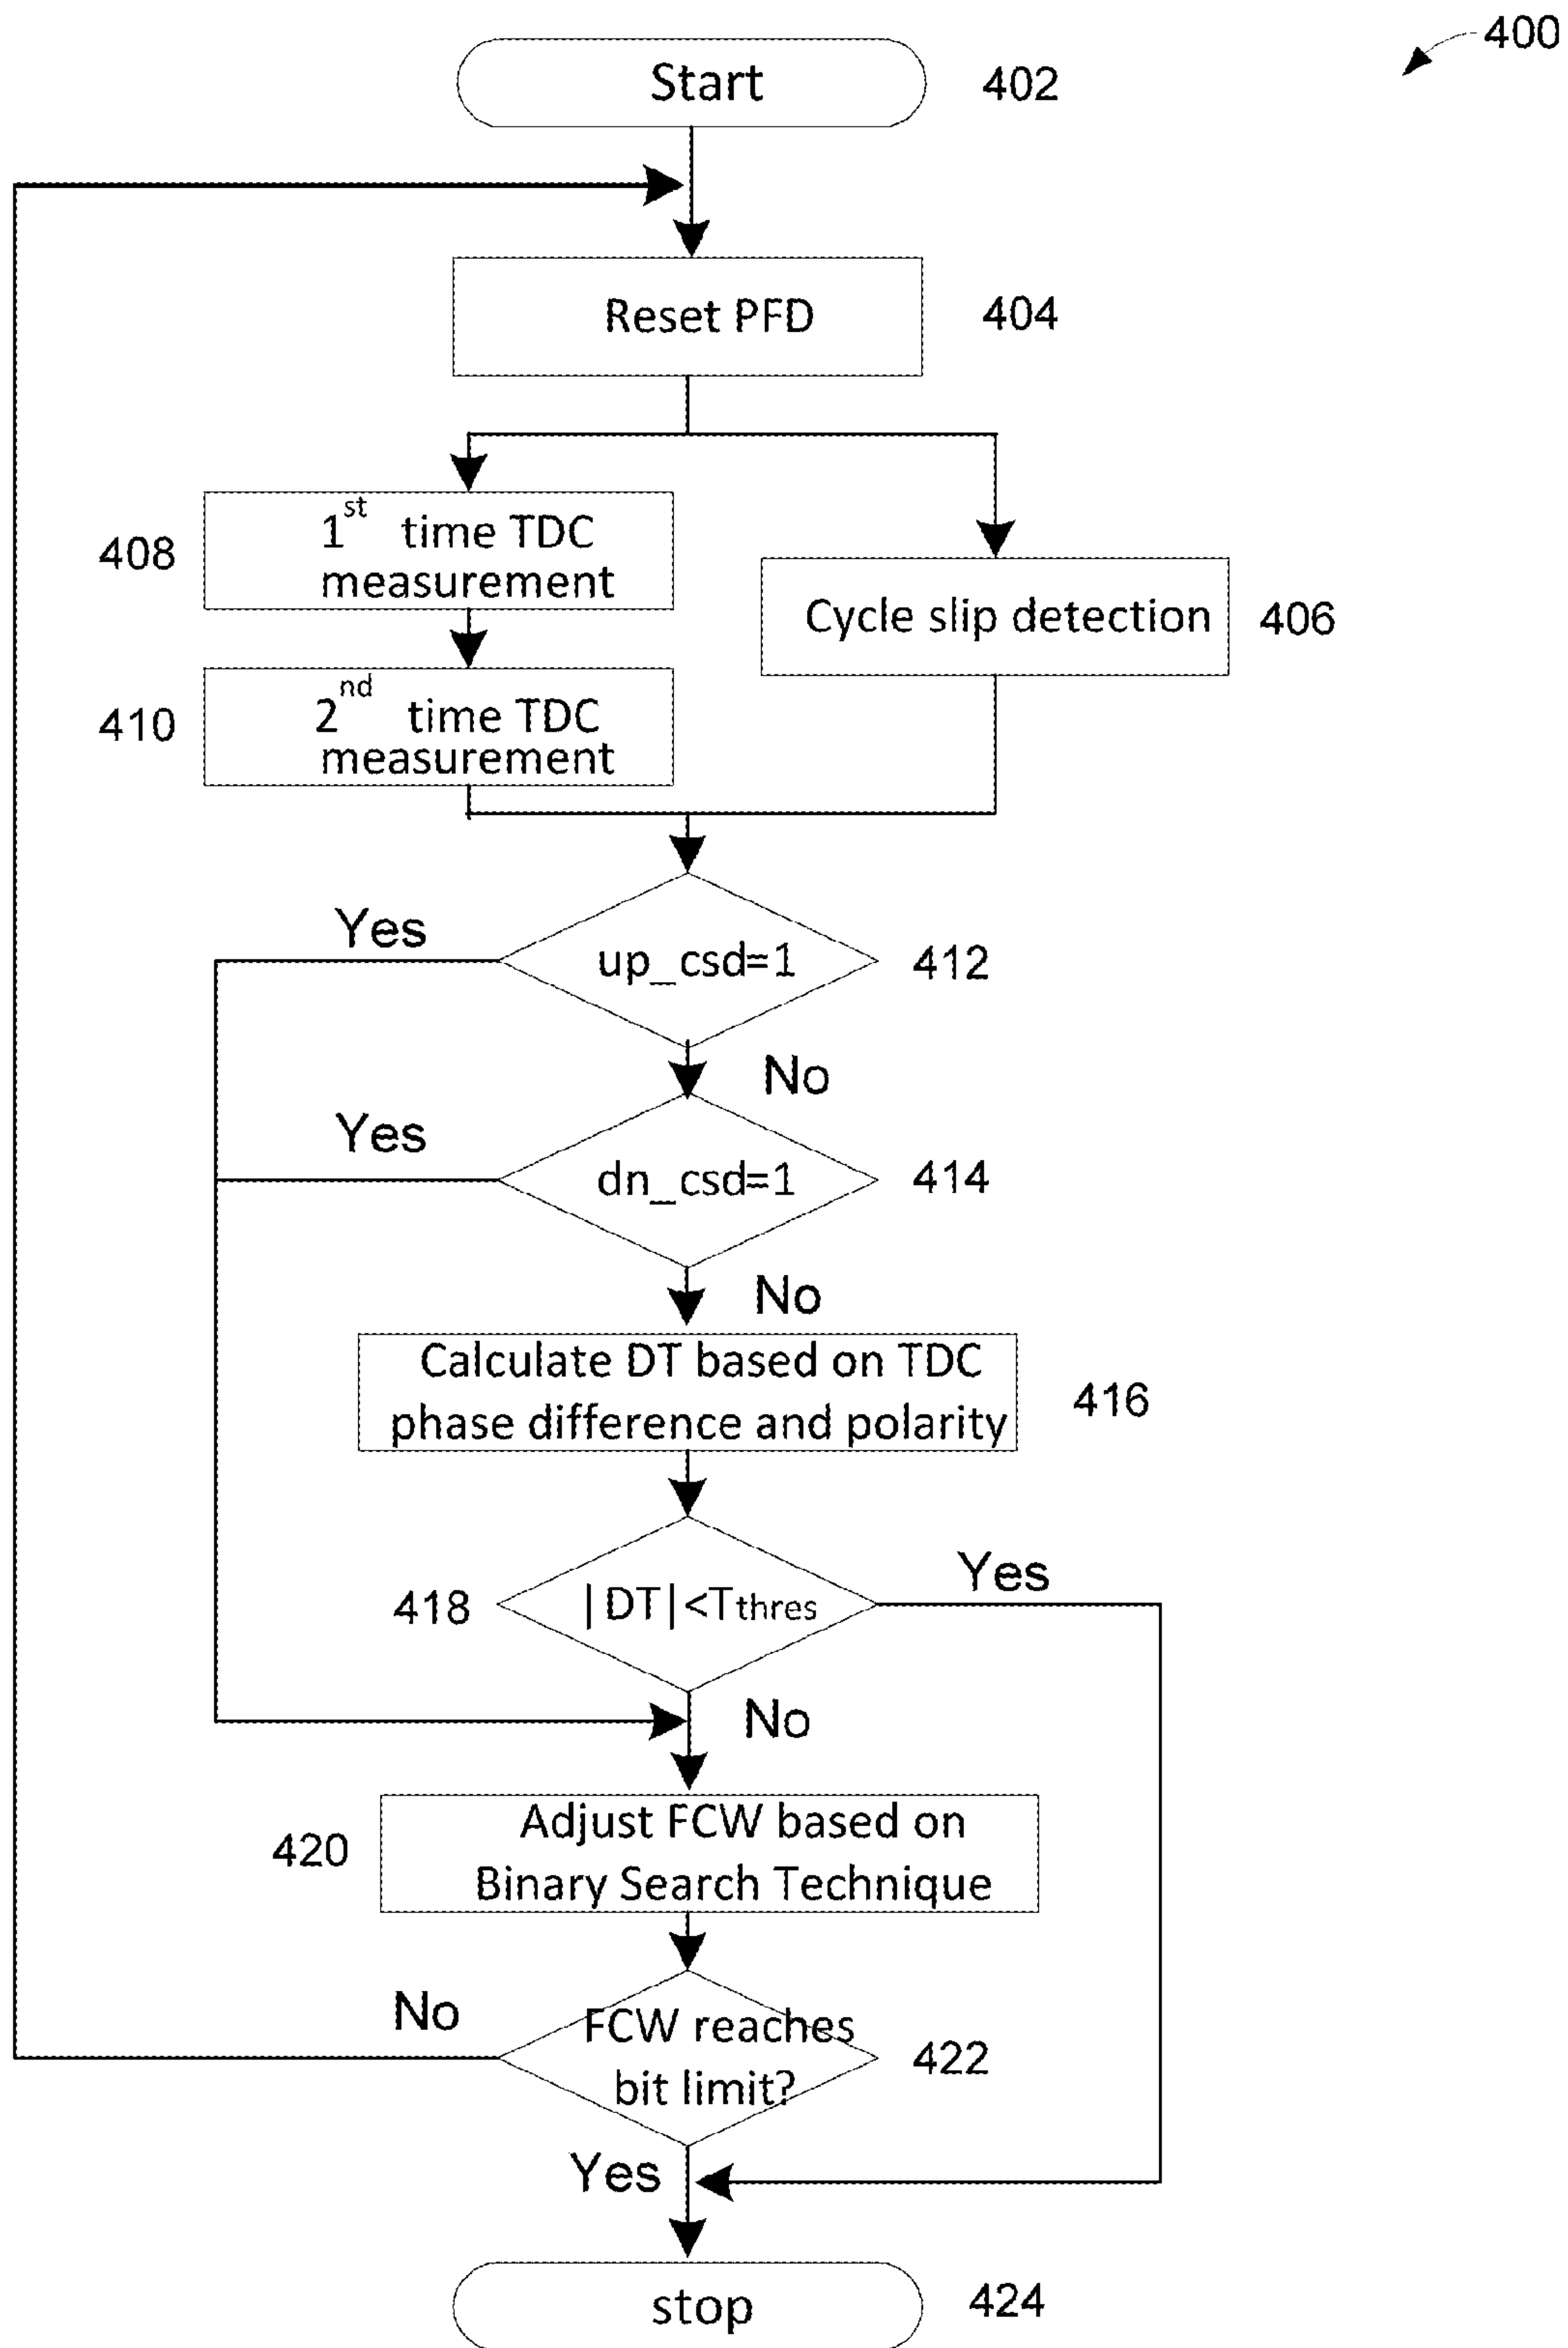 400
Start 402
Reset PFD 404
1st time TDC
measurement
408
Cycle slip detection 406
2nd time TDC
measurement
410
Yes
up_csd=1 412
No
Yes
dn_csd=1 414
No
Calculate DT based on TDC
phase difference and polarity
416
Yes
418 |DT|<Tthres
No
Adjust FCW based on
Binary Search Technique
420
No
FCW reaches
bit limit?
422
Yes
stop 424